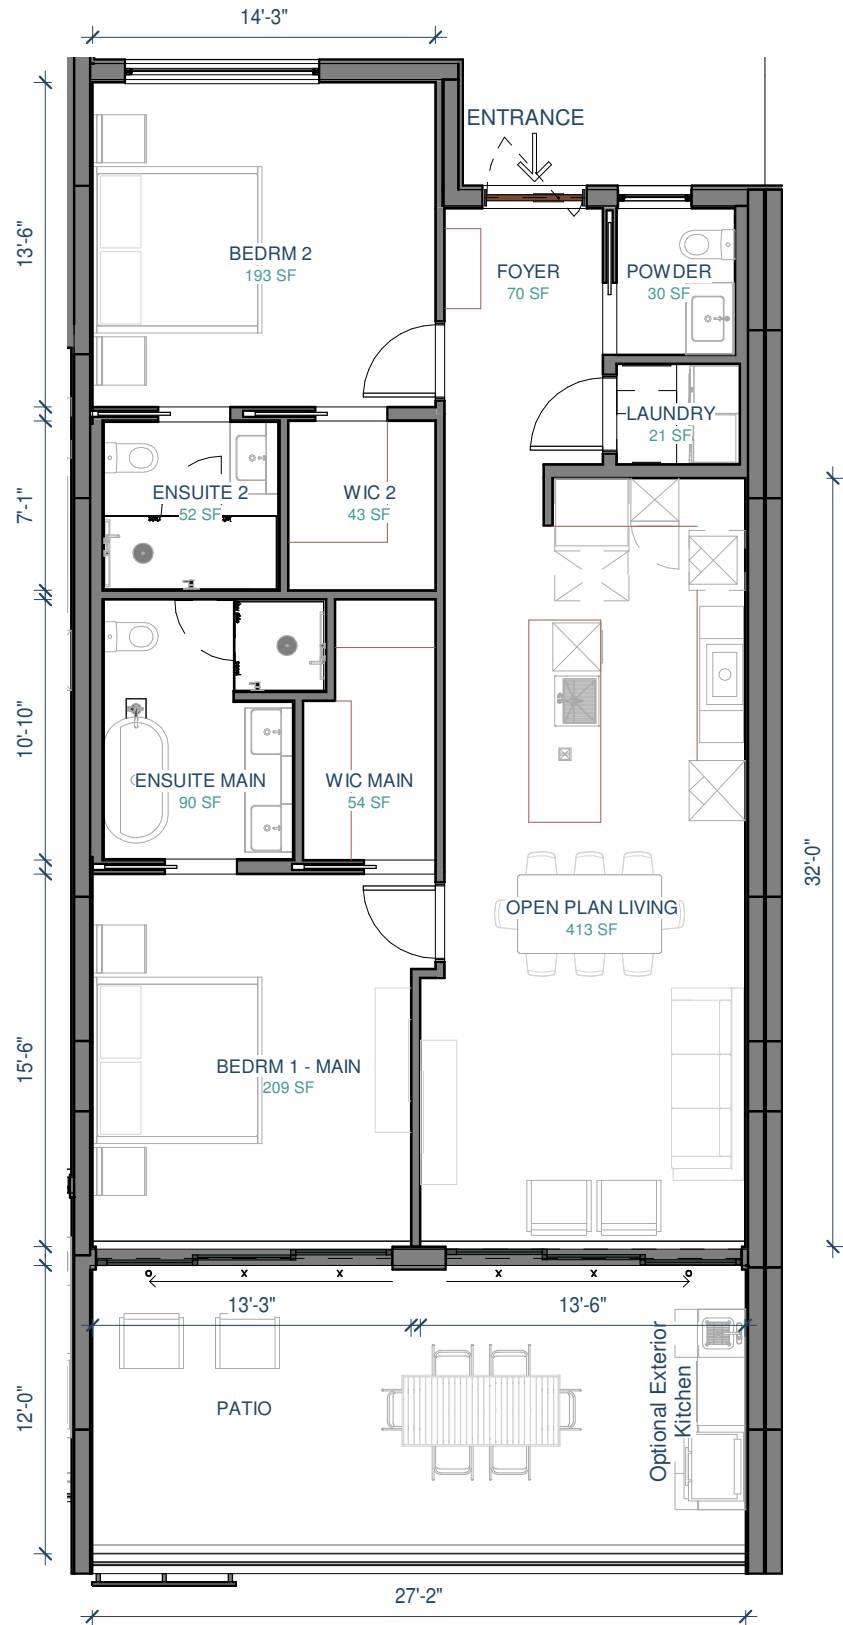 14'-3"
ENTRANCE
13'-6"
BEDRM 2
193 SF
FOYER
70 SF
POWDER
30 SF
LAUNDRY
21 SF
7'-1"
ENSUITE 2
52 SF
WIC 2
43 SF
10'-10"
ENSUITE MAIN
90 SF
WIC MAIN
54 SF
32'-0"
OPEN PLAN LIVING
413 SF
15'-6"
BEDRM 1 - MAIN
209 SF
13'-3"
13'-6"
12'-0"
PATIO
Optional Exterior
Kitchen
27'-2"